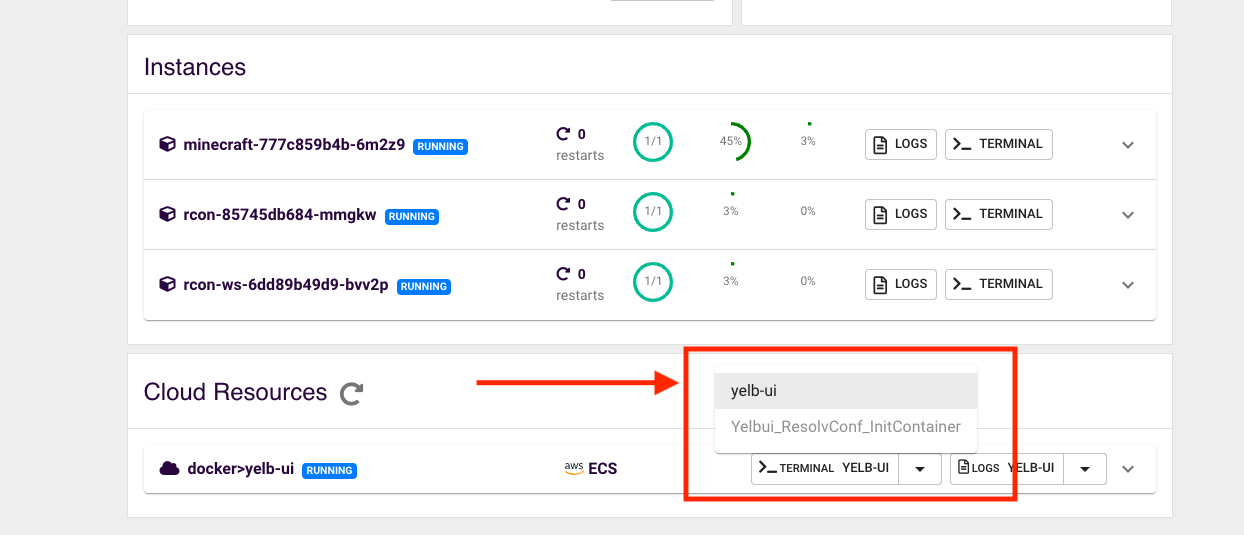 Instances
minecraft-777c859b4b-6m2z9 RUNNING 0 restarts 1/1 45% 3% LOGS TERMINAL
rcon-85745db684-mmgkw RUNNING 0 restarts 1/1 3% 0% LOGS TERMINAL
rcon-ws-6dd89b49d9-bvv2p RUNNING 0 restarts 1/1 3% 0% LOGS TERMINAL
Cloud Resources
yelb-ui
Yelbui_ResolvConf_InitContainer
docker>yelb-ui RUNNING aws ECS TERMINAL YELB-UI LOGS YELB-UI